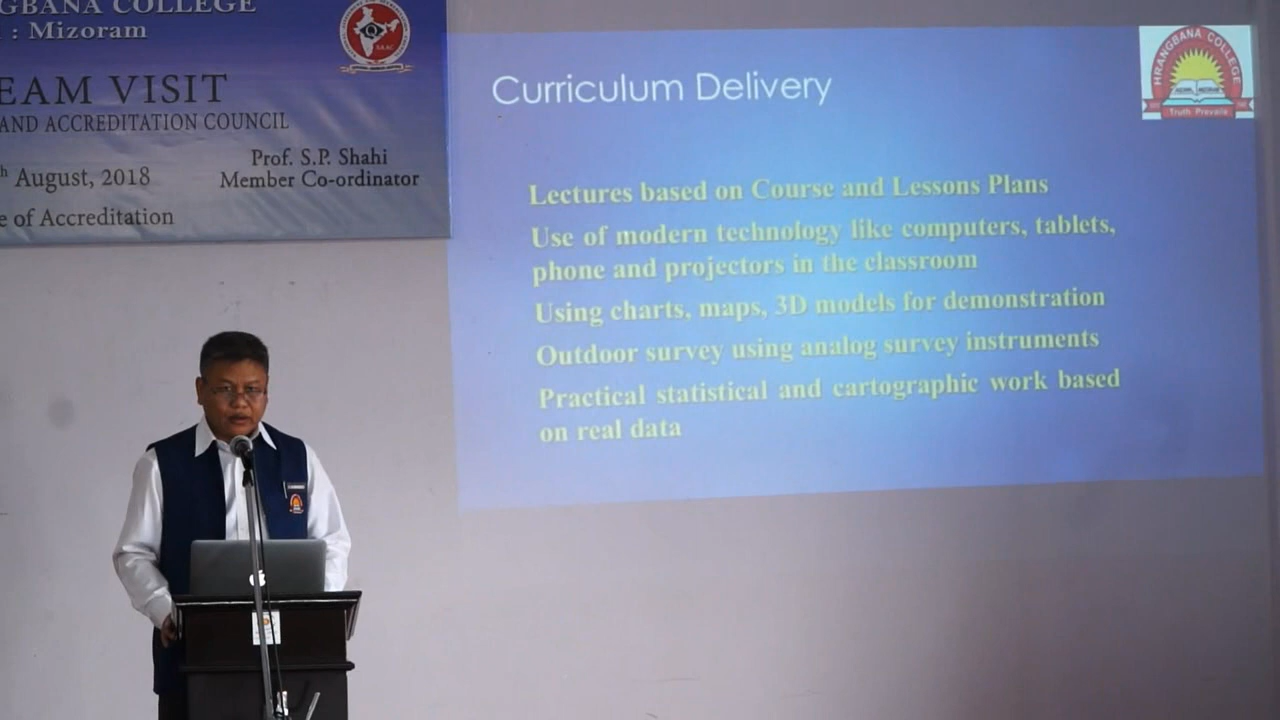 GBANA COLLEGE
: Mizoram
EAM VISIT
AND ACCREDITATION COUNCIL
th August, 2018
Prof. S.P. Shahi
Member Co-ordinator
e of Accreditation
Curriculum Delivery
HRANGBANA COLLEGE
Truth Prevails
Lectures based on Course and Lessons Plans
Use of modern technology like computers, tablets,
phone and projectors in the classroom
Using charts, maps, 3D models for demonstration
Outdoor survey using analog survey instruments
Practical statistical and cartographic work based
on real data